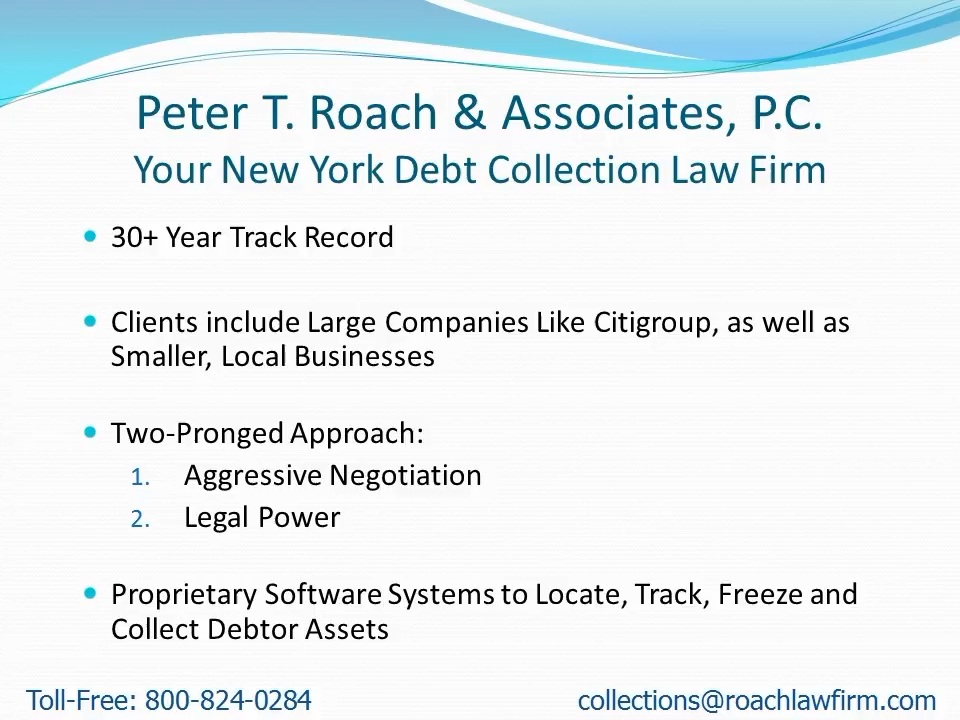 Peter T. Roach & Associates, P.C.
Your New York Debt Collection Law Firm
• 30+ Year Track Record
• Clients include Large Companies Like Citigroup, as well as
Smaller, Local Businesses
• Two-Pronged Approach:
1. Aggressive Negotiation
2. Legal Power
• Proprietary Software Systems to Locate, Track, Freeze and
Collect Debtor Assets
Toll-Free: 800-824-0284 collections@roachlawfirm.com